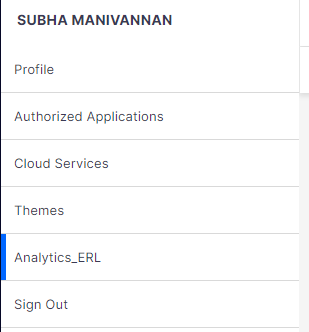 SUBHA MANIVANNAN
Profile
Authorized Applications
Cloud Services
Themes
Analytics_ERL
Sign Out